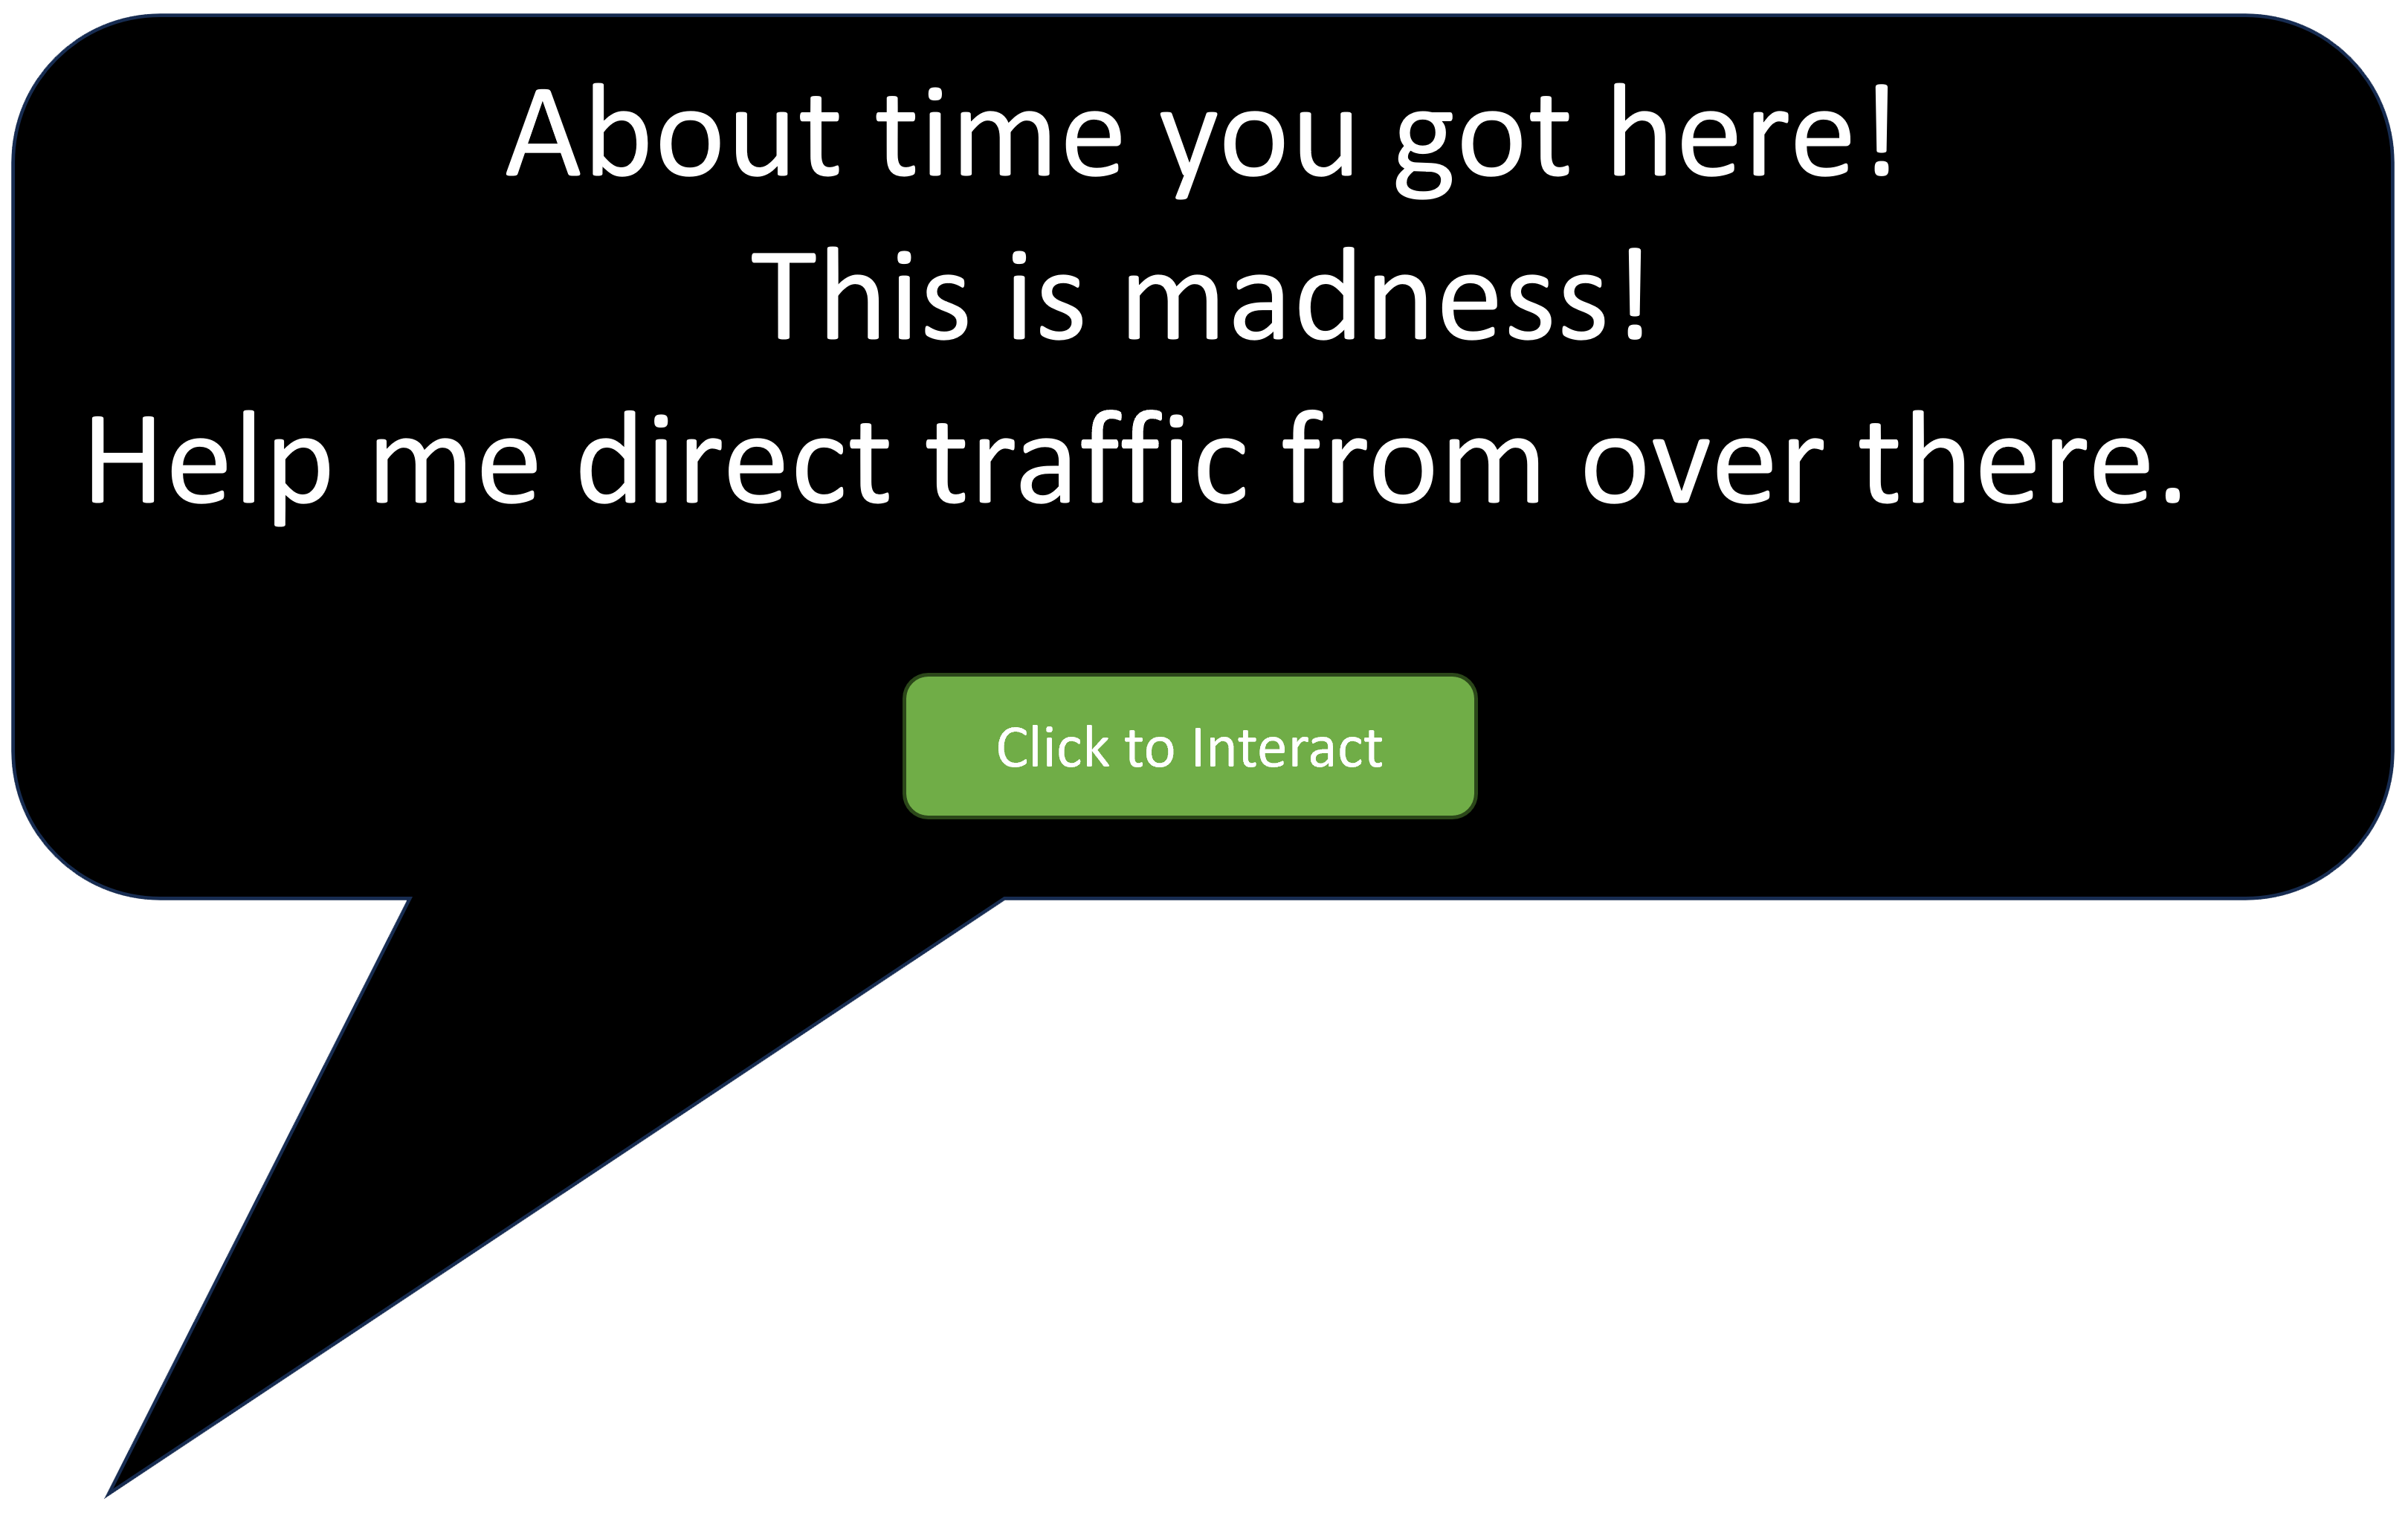 About time you got here!
This is madness!
Help me direct traffic from over there.
Click to Interact